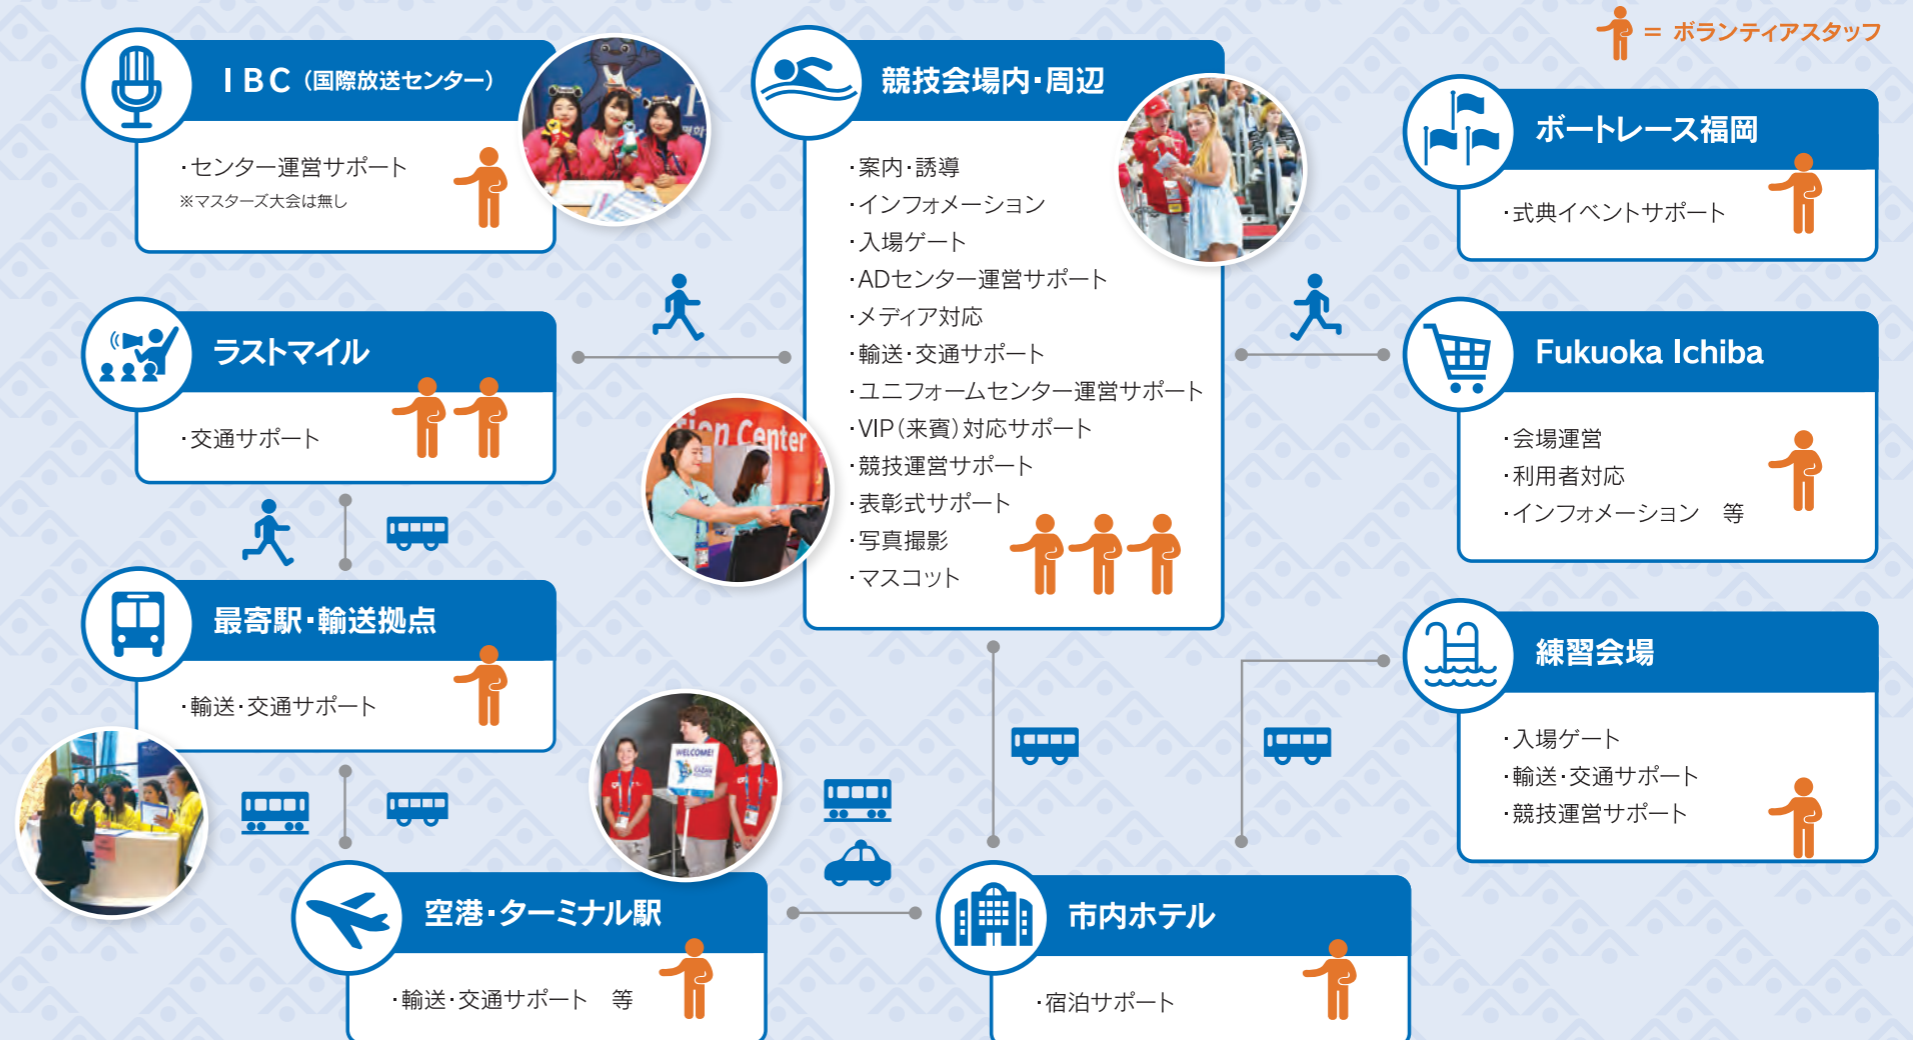 = ボランティアスタッフ
IBC（国際放送センター）
・センター運営サポート
※マスターズ大会は無し
競技会場内・周辺
・案内・誘導
・インフォメーション
・入場ゲート
・ADセンター運営サポート
・メディア対応
・輸送・交通サポート
・ユニフォームセンター運営サポート
・VIP（来賓）対応サポート
・競技運営サポート
・表彰式サポート
・写真撮影
・マスコット
ボートレース福岡
・式典イベントサポート
ラストマイル
・交通サポート
Fukuoka Ichiba
・会場運営
・利用者対応
・インフォメーション 等
tion Center
最寄駅・輸送拠点
・輸送・交通サポート
練習会場
・入場ゲート
・輸送・交通サポート
・競技運営サポート
WELCOME!
空港・ターミナル駅
・輸送・交通サポート 等
市内ホテル
・宿泊サポート